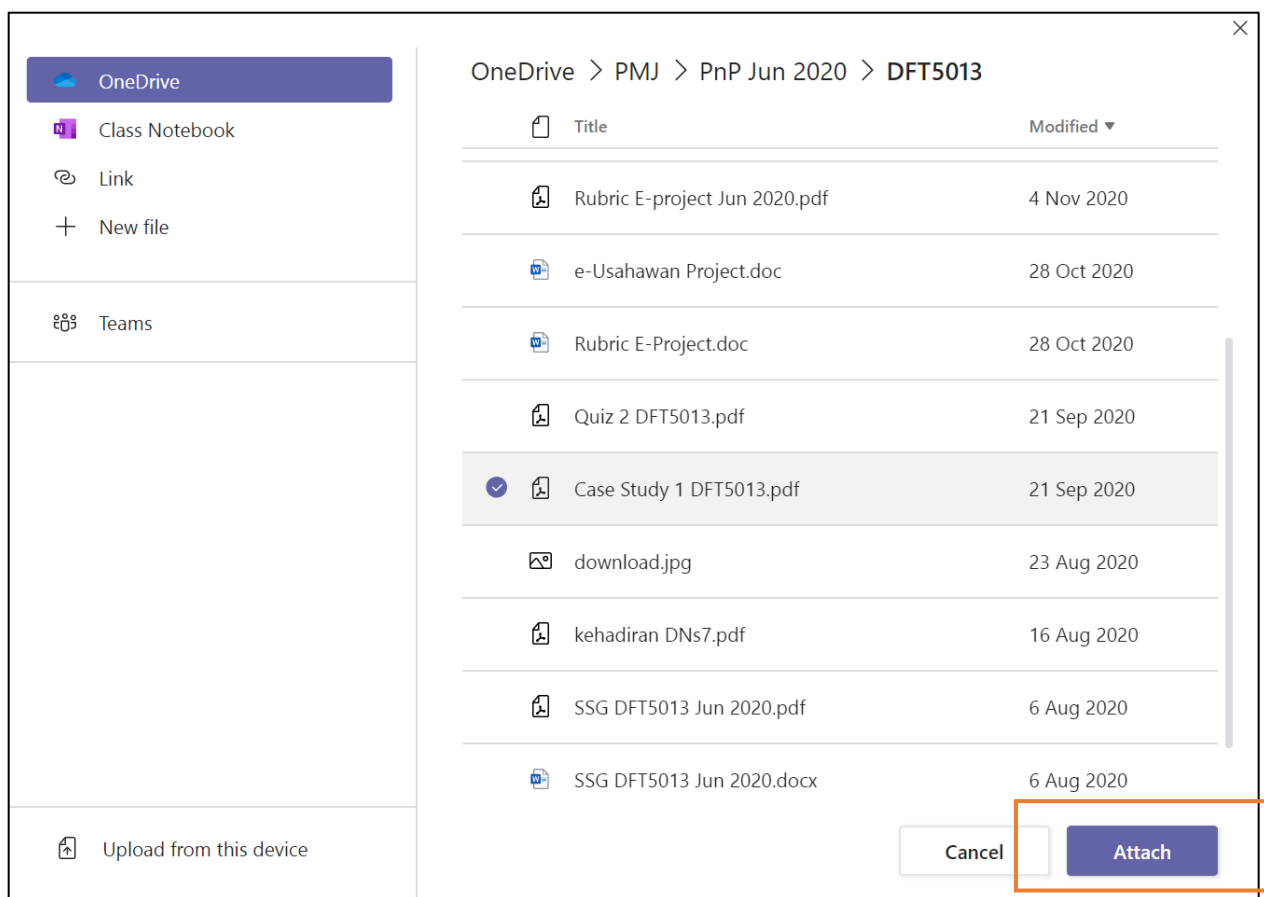 OneDrive
Class Notebook
Link
New file
Teams
Upload from this device
OneDrive > PMJ > PnP Jun 2020 > DFT5013
Title Modified ▼
Rubric E-project Jun 2020.pdf 4 Nov 2020
e-Usahawan Project.doc 28 Oct 2020
Rubric E-Project.doc 28 Oct 2020
Quiz 2 DFT5013.pdf 21 Sep 2020
Case Study 1 DFT5013.pdf 21 Sep 2020
download.jpg 23 Aug 2020
kehadiran DNs7.pdf 16 Aug 2020
SSG DFT5013 Jun 2020.pdf 6 Aug 2020
SSG DFT5013 Jun 2020.docx 6 Aug 2020
Cancel Attach